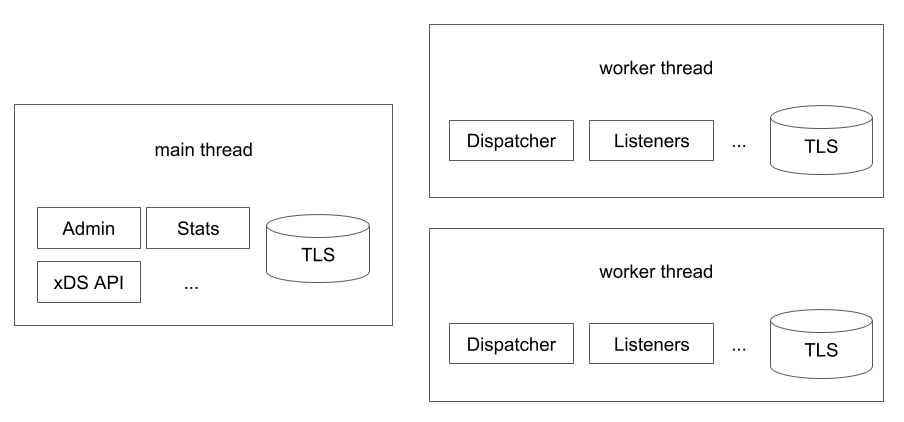 main thread
Admin
Stats
TLS
xDS API
...
worker thread
Dispatcher
Listeners
...
TLS
worker thread
Dispatcher
Listeners
...
TLS